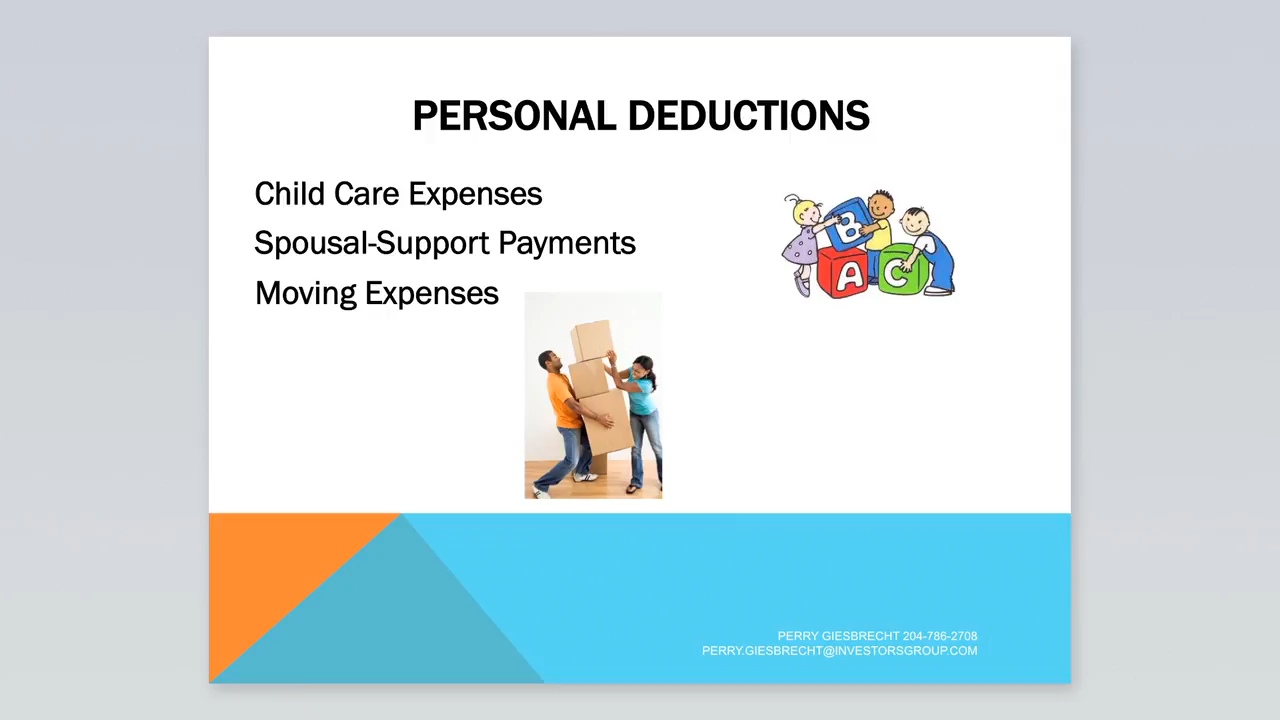 PERSONAL DEDUCTIONS
Child Care Expenses
Spousal-Support Payments
Moving Expenses
B
A C
PERRY GIESBRECHT 204-786-2708
PERRY.GIESBRECHT@INVESTORSGROUP.COM